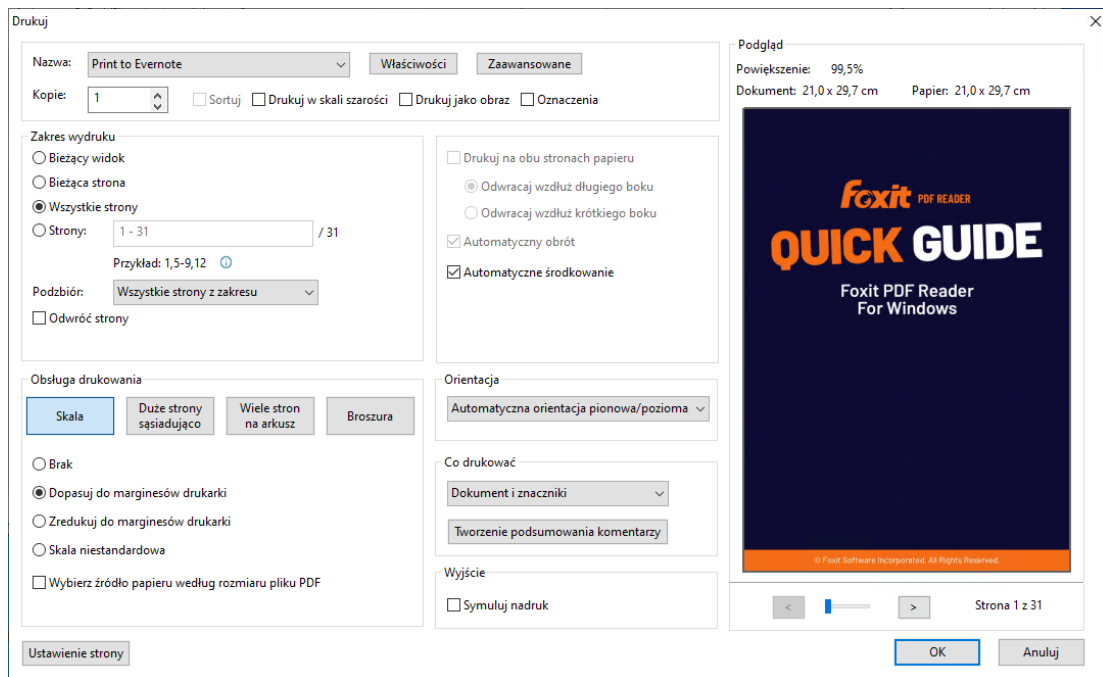 Drukuj
Nazwa: Print to Evernote Właściwości Zaawansowane
Kopie: 1 Sortuj Drukuj w skali szarości Drukuj jako obraz Oznaczenia
Zakres wydruku
Bieżący widok
Bieżąca strona
Wszystkie strony
Strony: 1 - 31 / 31
Przykład: 1,5-9,12
Podzbiór: Wszystkie strony z zakresu
Odwróć strony
Drukuj na obu stronach papieru
Odwracaj wzdłuż długiego boku
Odwracaj wzdłuż krótkiego boku
Automatyczny obrót
Automatyczne środkowanie
Obsługa drukowania
Skala
Duże strony
sąsiadująco
Wiele stron
na arkusz
Broszura
Brak
Dopasuj do marginesów drukarki
Zredukuj do marginesów drukarki
Skala niestandardowa
Wybierz źródło papieru według rozmiaru pliku PDF
Orientacja
Automatyczna orientacja pionowa/pozioma
Co drukować
Dokument i znaczniki
Tworzenie podsumowania komentarzy
Wyjście
Symuluj nadruk
Podgląd
Powiększenie: 99,5%
Dokument: 21,0 x 29,7 cm Papier: 21,0 x 29,7 cm
Foxit PDF READER
QUICK GUIDE
Foxit PDF Reader
For Windows
© Foxit Software Incorporated. All Rights Reserved.
< > Strona 1 z 31
Ustawienie strony OK Anuluj